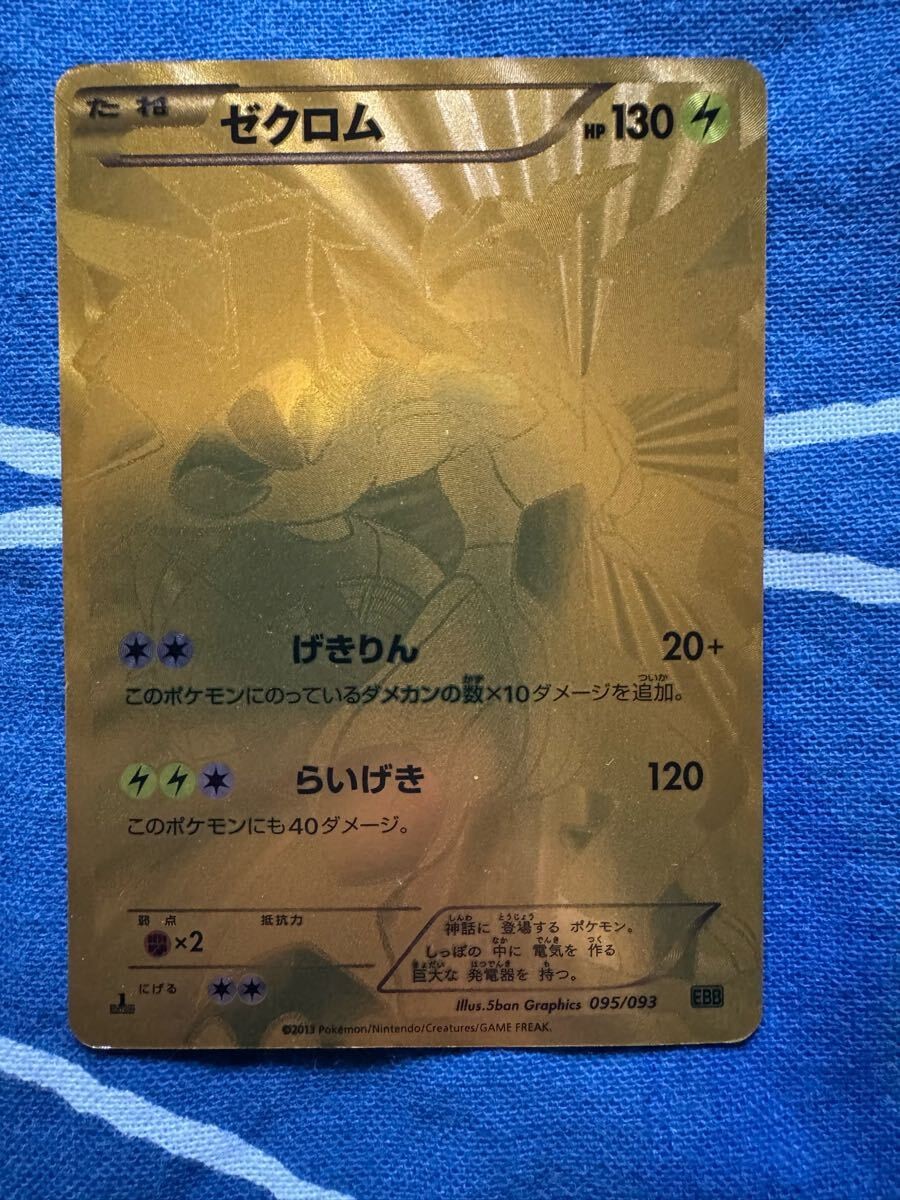 たね ゼクロム HP130
げきりん 20+
このポケモンにのっているダメカンの数×10ダメージを追加。
らいげき 120
このポケモンにも40ダメージ。
弱点 抵抗力
×2
にげる
神話に 登場する ポケモン。
しっぽの 中に 電気を 作る
巨大な 発電器を 持つ。
Illus.5ban Graphics 095/093 EBB
©2013 Pokémon/Nintendo/Creatures/GAME FREAK.